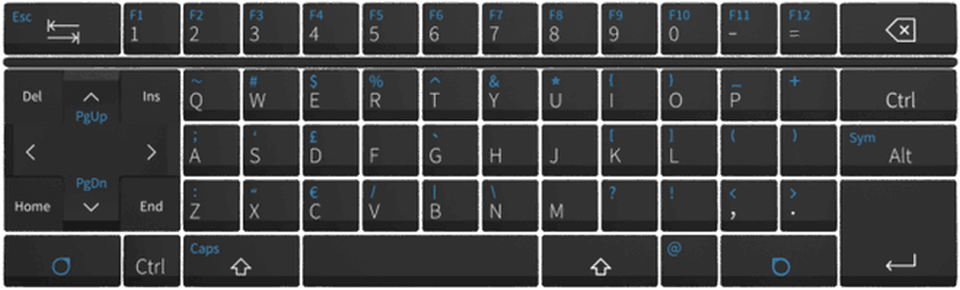 Esc F1 F2 F3 F4 F5 F6 F7 F8 F9 F10 F11 F12
1 2 3 4 5 6 7 8 9 0 - =
Del Ins ~ # $ % ^ & * { } _ +
PgUp Q W E R T Y U I O P Ctrl
; ' £ ` [ ] ( ) Sym
A S D F G H J K L Alt
PgDn : “ € / | \ ? ! < >
Home End Z X C V B N M , .
Caps @
Ctrl